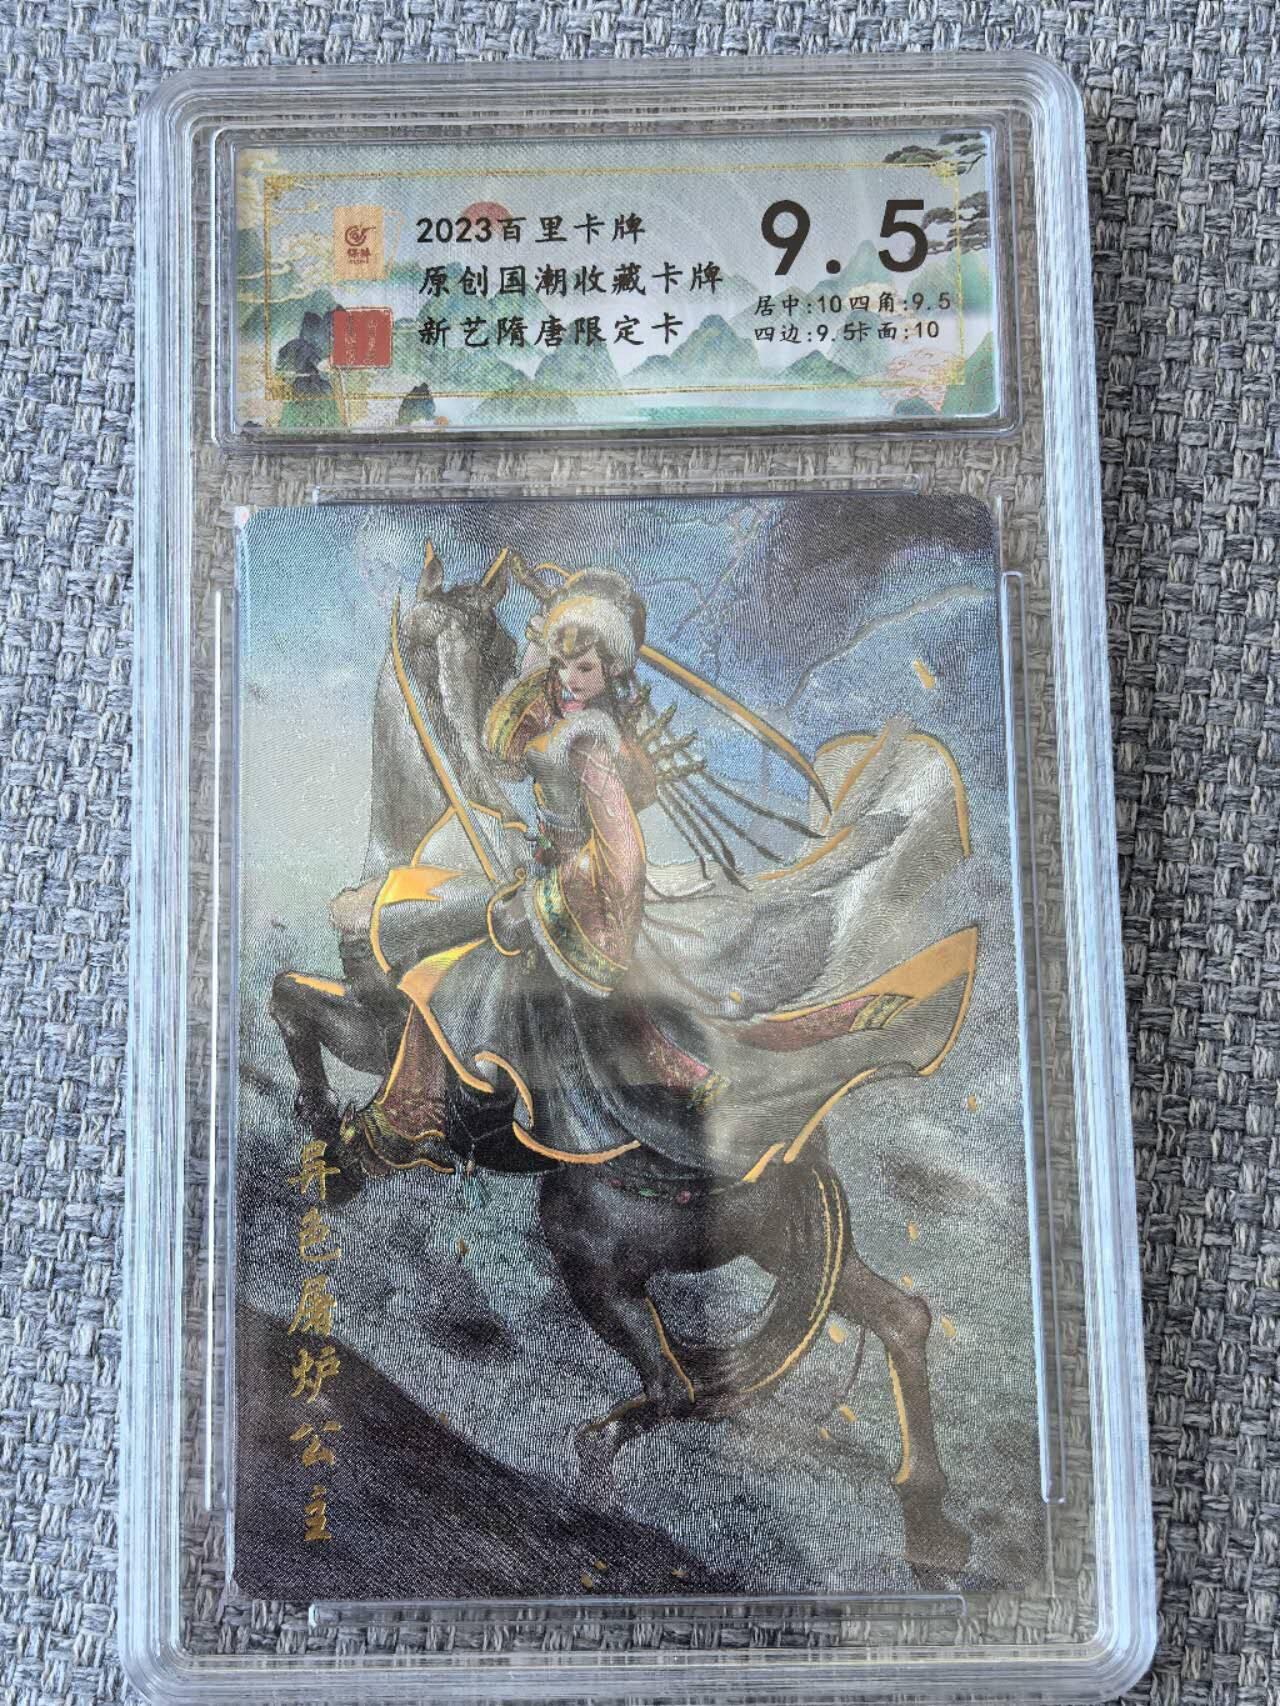 2023百里卡牌
原创国潮收藏卡牌
新艺隋唐限定卡
9.5
居中:10四角:9.5
四边:9.5卡面:10
异色屠炉公主